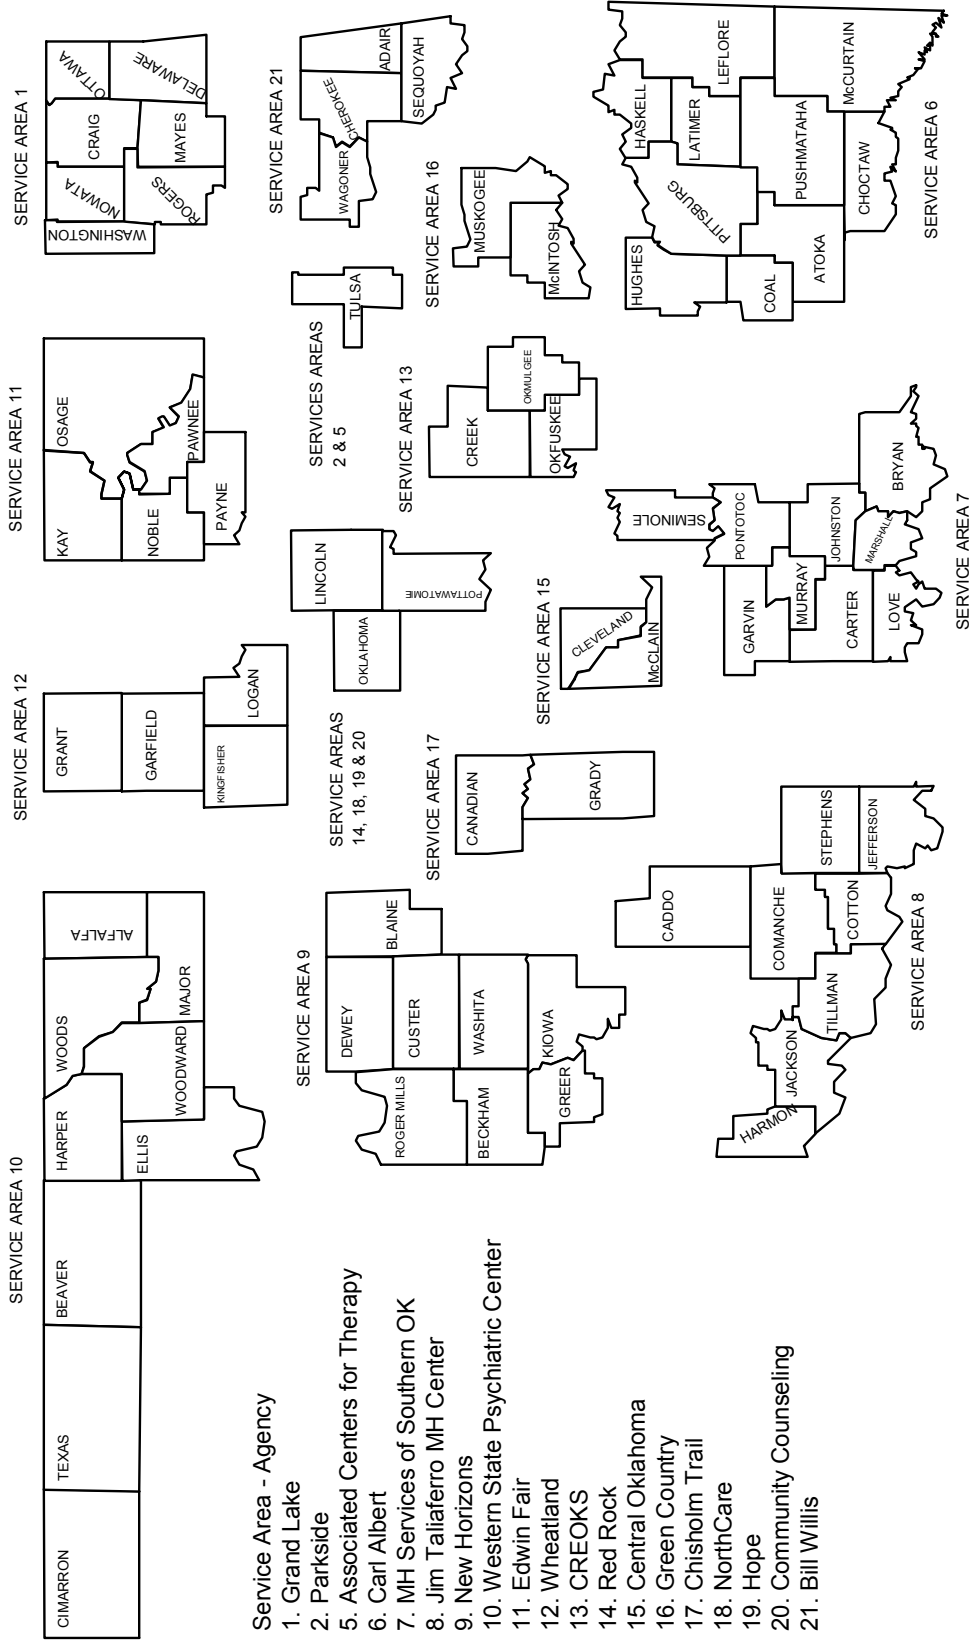 SERVICE AREA 10
CIMARRON
TEXAS
BEAVER
HARPER
WOODS
ALFALFA
ELLIS
WOODWARD
MAJOR
SERVICE AREA 12
GRANT
GARFIELD
KINGFISHER
LOGAN
SERVICE AREA 11
KAY
OSAGE
NOBLE
PAWNEE
PAYNE
SERVICE AREA 1
WASHINGTON
NOWATA
CRAIG
OTTAWA
ROGERS
MAYES
DELAWARE
SERVICE AREA 9
ROGER MILLS
DEWEY
BLAINE
CUSTER
BECKHAM
WASHITA
GREER
KIOWA
SERVICE AREAS
14, 18, 19 & 20
OKLAHOMA
LINCOLN
POTTAWATOMIE
SERVICES AREAS
2 & 5
TULSA
SERVICE AREA 21
WAGONER
CHEROKEE
ADAIR
SEQUOYAH
SERVICE AREA 17
CANADIAN
GRADY
SERVICE AREA 13
CREEK
OKMULGEE
OKFUSKEE
SERVICE AREA 16
MUSKOGEE
McINTOSH
SERVICE AREA 15
CLEVELAND
McCLAIN
CADDO
COMANCHE
STEPHENS
HARMON
JACKSON
TILLMAN
COTTON
JEFFERSON
SERVICE AREA 8
SEMINOLE
GARVIN
PONTOTOC
MURRAY
JOHNSTON
CARTER
MARSHALL
LOVE
BRYAN
SERVICE AREA 7
HUGHES
HASKELL
PITTSBURG
LATIMER
LEFLORE
COAL
ATOKA
PUSHMATAHA
McCURTAIN
CHOCTAW
SERVICE AREA 6
Service Area - Agency
1. Grand Lake
2. Parkside
5. Associated Centers for Therapy
6. Carl Albert
7. MH Services of Southern OK
8. Jim Taliaferro MH Center
9. New Horizons
10. Western State Psychiatric Center
11. Edwin Fair
12. Wheatland
13. CREOKS
14. Red Rock
15. Central Oklahoma
16. Green Country
17. Chisholm Trail
18. NorthCare
19. Hope
20. Community Counseling
21. Bill Willis